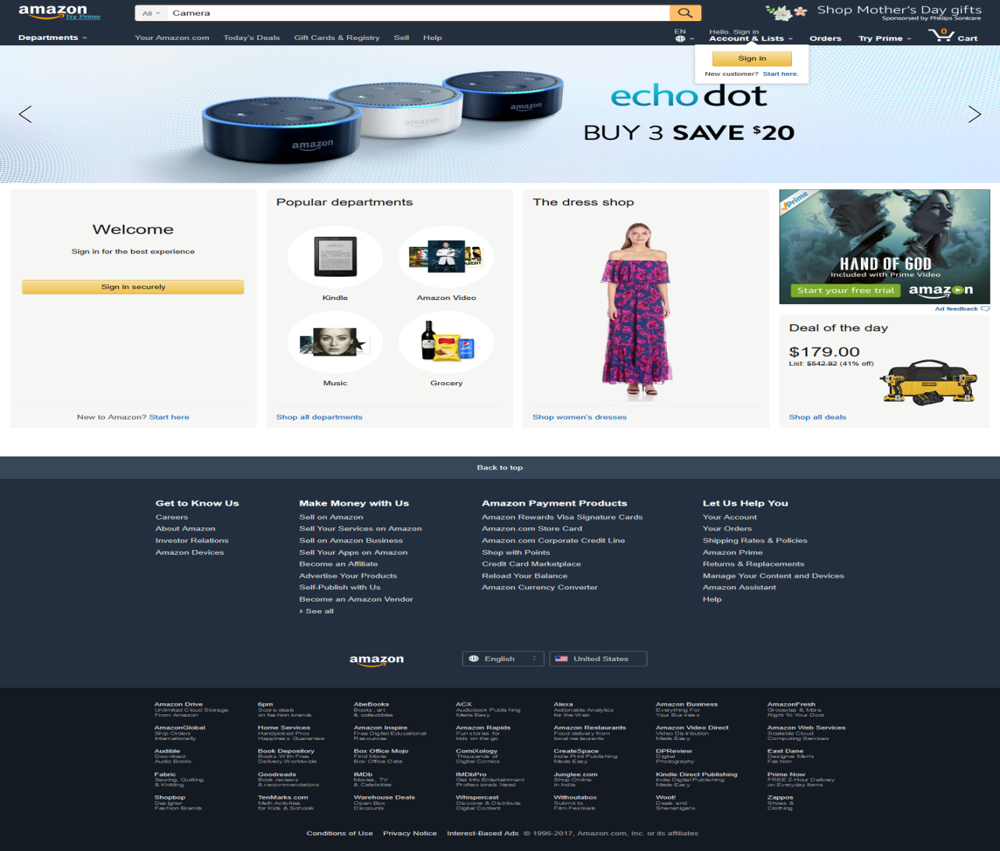 amazon
Try Prime
All
Camera
Shop Mother's Day gifts
Sponsored by Phillips Sonicare
Departments
Your Amazon.com
Today's Deals
Gift Cards & Registry
Sell
Help
EN
Hello. Sign in
Account & Lists
Orders
Try Prime
0
Cart
Sign in
New customer? Start here.
amazon
amazon
amazon
echo dot
BUY 3 SAVE $20
Welcome
Sign in for the best experience
Sign in securely
New to Amazon? Start here
Popular departments
Kindle
Amazon Video
Music
Grocery
Shop all departments
The dress shop
Shop women's dresses
Prime
HAND OF GOD
Included with Prime Video
Start your free trial
amazon
Ad feedback
Deal of the day
$179.00
List: $542.92 (41% off)
Shop all deals
Back to top
Get to Know Us
Careers
About Amazon
Investor Relations
Amazon Devices
Make Money with Us
Sell on Amazon
Sell Your Services on Amazon
Sell on Amazon Business
Sell Your Apps on Amazon
Become an Affiliate
Advertise Your Products
Self-Publish with Us
Become an Amazon Vendor
› See all
Amazon Payment Products
Amazon Rewards Visa Signature Cards
Amazon.com Store Card
Amazon.com Corporate Credit Line
Shop with Points
Credit Card Marketplace
Reload Your Balance
Amazon Currency Converter
Let Us Help You
Your Account
Your Orders
Shipping Rates & Policies
Amazon Prime
Returns & Replacements
Manage Your Content and Devices
Amazon Assistant
Help
amazon
English
United States
Amazon Drive
Unlimited Cloud Storage
From Amazon
6pm
Score deals
on fashion brands
AbeBooks
Books, art
& collectibles
ACX
Audiobook Publishing
Made Easy
Alexa
Actionable Analytics
for the Web
Amazon Business
Everything For
Your Business
AmazonFresh
Groceries & More
Right To Your Door
AmazonGlobal
Ship Orders
Internationally
Home Services
Handpicked Pros
Happiness Guarantee
Amazon Inspire
Free Digital Educational
Resources
Amazon Rapids
Fun stories for
kids on the go
Amazon Restaurants
Food delivery from
local restaurants
Amazon Video Direct
Video Distribution
Made Easy
Amazon Web Services
Scalable Cloud
Computing Services
Audible
Download
Audio Books
Book Depository
Books With Free
Delivery Worldwide
Box Office Mojo
Find Movie
Box Office Data
ComiXology
Thousands of
Digital Comics
CreateSpace
Indie Print Publishing
Made Easy
DPReview
Digital
Photography
East Dane
Designer Men's
Fashion
Fabric
Sewing, Quilting
& Knitting
Goodreads
Book reviews
& recommendations
IMDb
Movies, TV
& Celebrities
IMDbPro
Get Info Entertainment
Professionals Need
Junglee.com
Shop Online
in India
Kindle Direct Publishing
Indie Digital Publishing
Made Easy
Prime Now
FREE 2-Hour Delivery
on Everyday Items
Shopbop
Designer
Fashion Brands
TenMarks.com
Math Activities
for Kids & Schools
Warehouse Deals
Open-Box
Discounts
Whispercast
Discover & Distribute
Digital Content
Withoutabox
Submit to
Film Festivals
Woot!
Deals and
Shenanigans
Zappos
Shoes &
Clothing
Conditions of Use
Privacy Notice
Interest-Based Ads
© 1996-2017, Amazon.com, Inc. or its affiliates